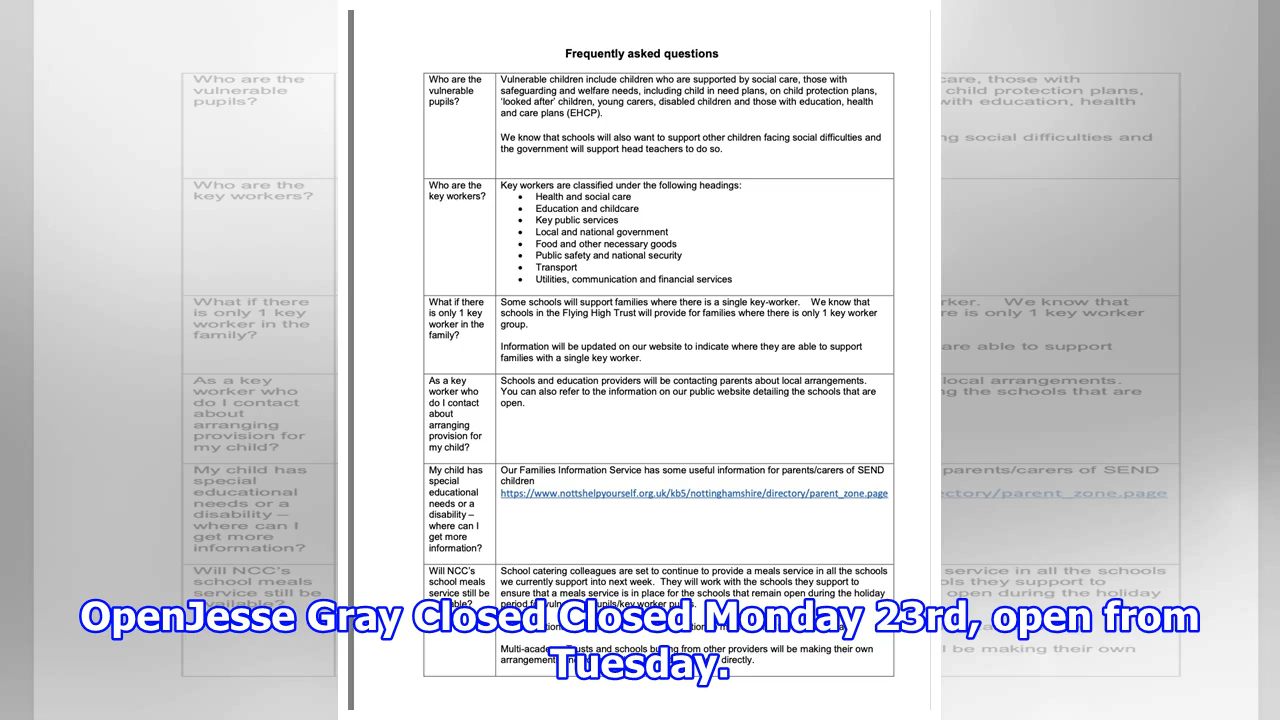 Frequently asked questions
Who are the
vulnerable
pupils?
Vulnerable children include children who are supported by social care, those with
safeguarding and welfare needs, including child in need plans, on child protection plans,
‘looked after’ children, young carers, disabled children and those with education, health
and care plans (EHCP).
We know that schools will also want to support other children facing social difficulties and
the government will support head teachers to do so.
Who are the
key workers?
Key workers are classified under the following headings:
• Health and social care
• Education and childcare
• Key public services
• Local and national government
• Food and other necessary goods
• Public safety and national security
• Transport
• Utilities, communication and financial services
What if there
is only 1 key
worker in the
family?
Some schools will support families where there is a single key-worker. We know that
schools in the Flying High Trust will provide for families where there is only 1 key worker
group.
Information will be updated on our website to indicate where they are able to support
families with a single key worker.
As a key
worker who
do I contact
about
arranging
provision for
my child?
Schools and education providers will be contacting parents about local arrangements.
You can also refer to the information on our public website detailing the schools that are
open.
My child has
special
educational
needs or a
disability –
where can I
get more
information?
Our Families Information Service has some useful information for parents/carers of SEND
children
https://www.nottshelpyourself.org.uk/kb5/nottinghamshire/directory/parent_zone.page
Will NCC’s
school meals
service still be
School catering colleagues are set to continue to provide a meals service in all the schools
we currently support into next week. They will work with the schools they support to
ensure that a meals service is in place for the schools that remain open during the holiday
period
Multi-academy Trusts and schools buying from other providers will be making their own
directly.
OpenJesse Gray Closed Closed Monday 23rd, open from
Tuesday.